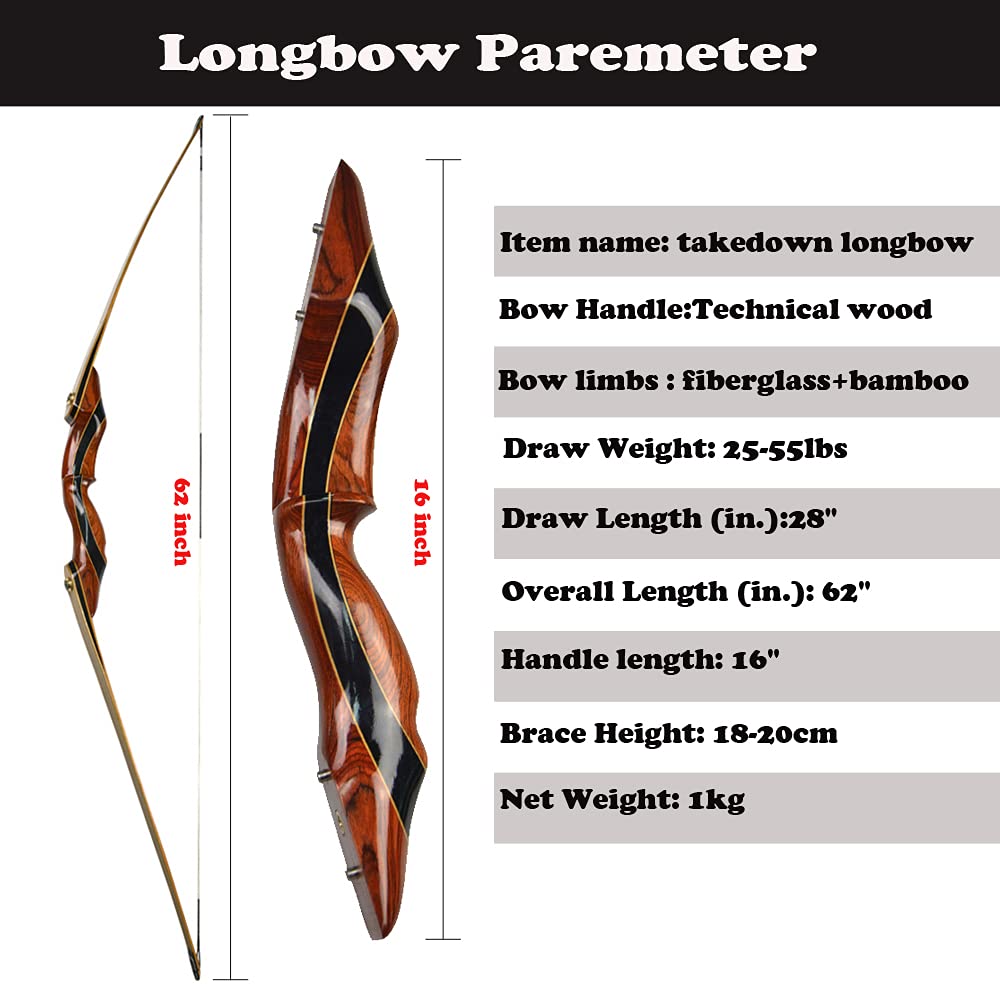 Longbow Paremeter
62 inch
16 inch
Item name: takedown longbow
Bow Handle:Technical wood
Bow limbs : fiberglass+bamboo
Draw Weight: 25-55lbs
Draw Length (in.):28"
Overall Length (in.): 62"
Handle length: 16"
Brace Height: 18-20cm
Net Weight: 1kg